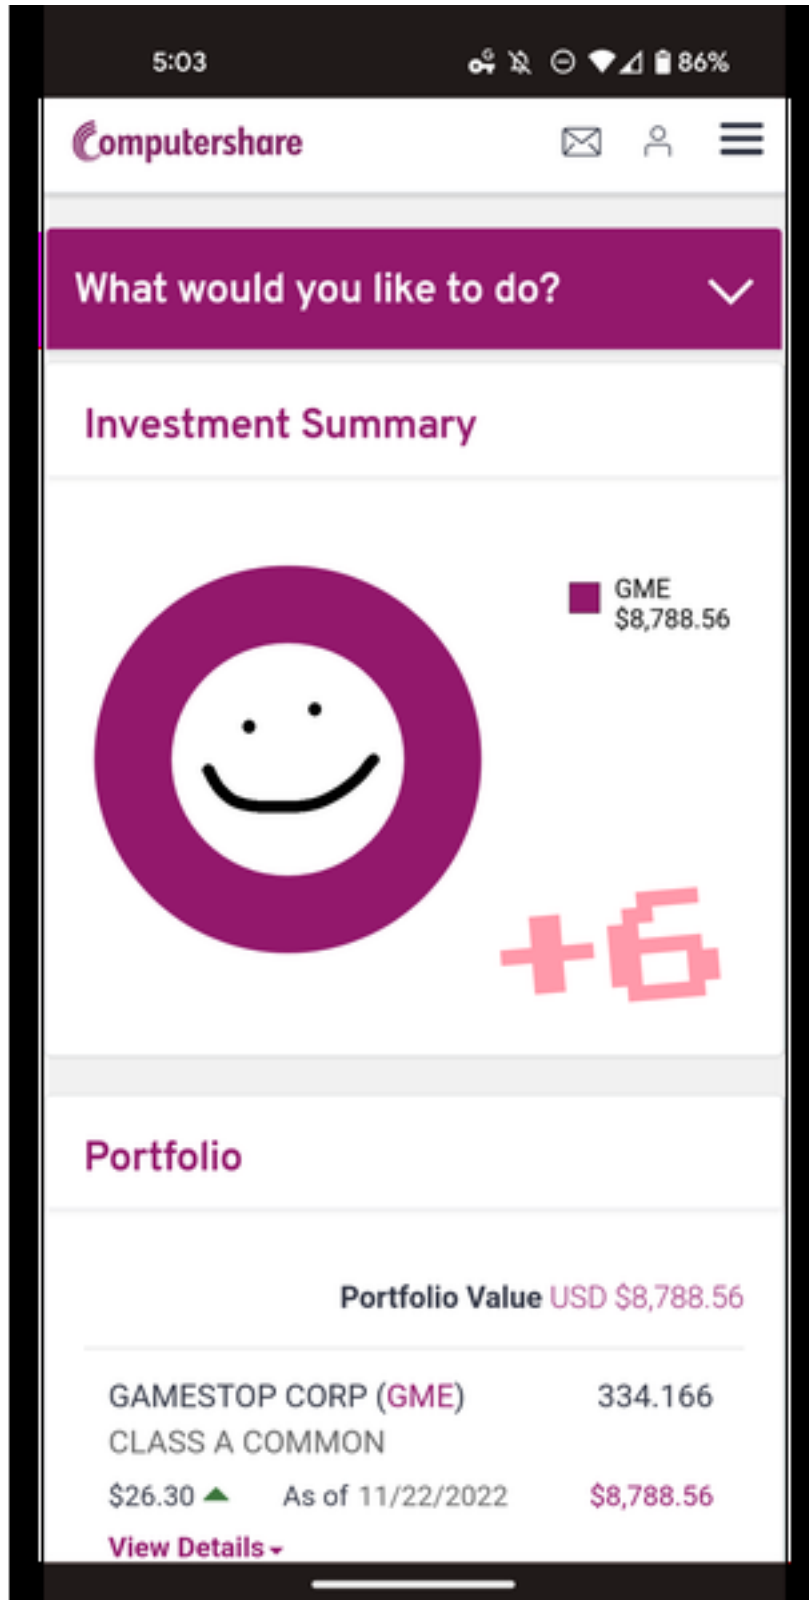 5:03
86%
Computershare
What would you like to do?
Investment Summary
GME
$8,788.56
+6
Portfolio
Portfolio Value USD $8,788.56
GAMESTOP CORP (GME) 334.166
CLASS A COMMON
$26.30 As of 11/22/2022 $8,788.56
View Details